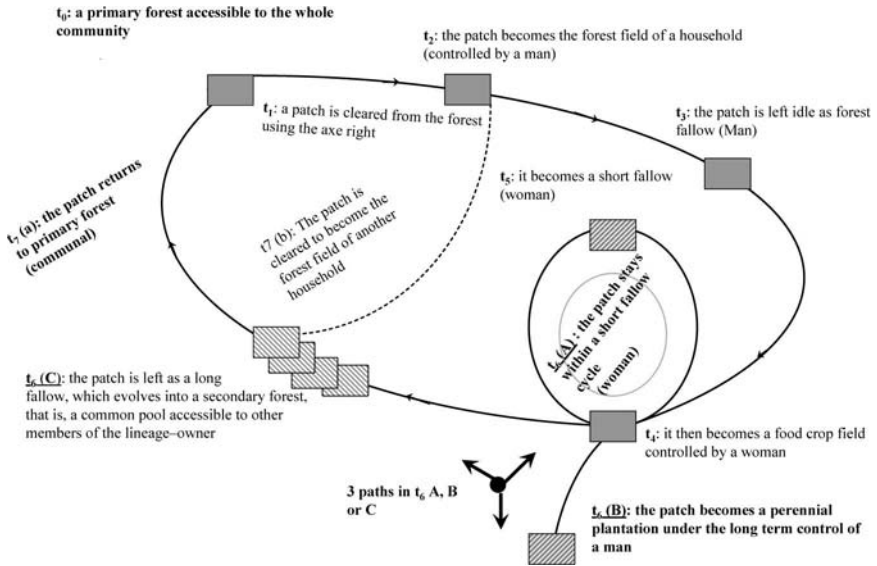 t0: a primary forest accessible to the whole
community
t2: the patch becomes the forest field of a household
(controlled by a man)
t1: a patch is cleared from the forest
using the axe right
t3: the patch is left idle as forest
fallow (Man)
t5: it becomes a short fallow
(woman)
t7 (a): the patch returns
to primary forest
(communal)
t7 (b): The patch is
cleared to become the
forest field of another
household
t6 (A) : the patch stays
within a short fallow
cycle
(woman)
t6 (C): the patch is left as a long
fallow, which evolves into a secondary forest,
that is, a common pool accessible to other
members of the lineage–owner
t4: it then becomes a food crop field
controlled by a woman
3 paths in t6 A, B
or C
t6 (B): the patch becomes a perennial
plantation under the long term control of
a man